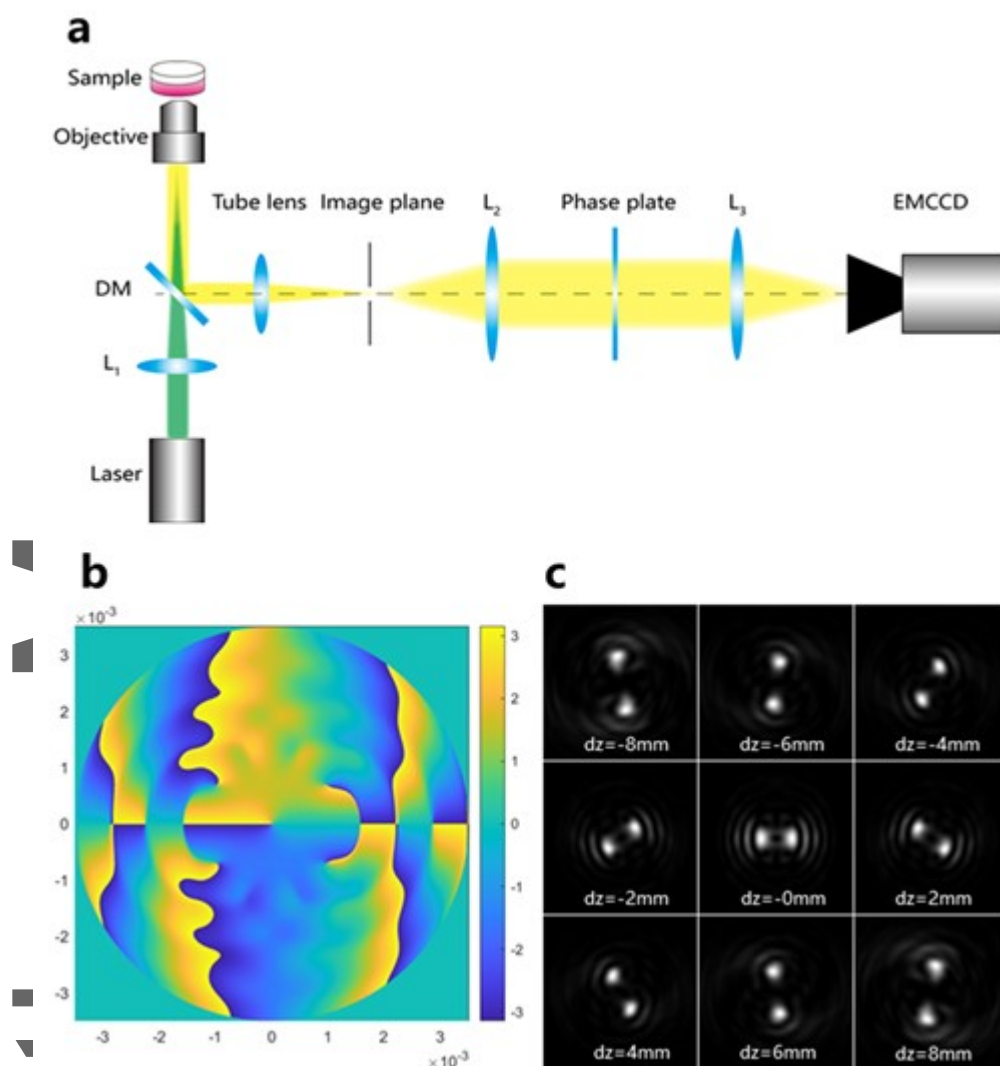 a
Sample
Objective
Tube lens Image plane L2 Phase plate L3 EMCCD
DM
L1
Laser
b
×10-3
3
2
1
0
-1
-2
-3
-3 -2 -1 0 1 2 3
×10-3
3
2
1
0
-1
-2
-3
c
dz=-8mm dz=-6mm dz=-4mm
dz=-2mm dz=-0mm dz=2mm
dz=4mm dz=6mm dz=8mm